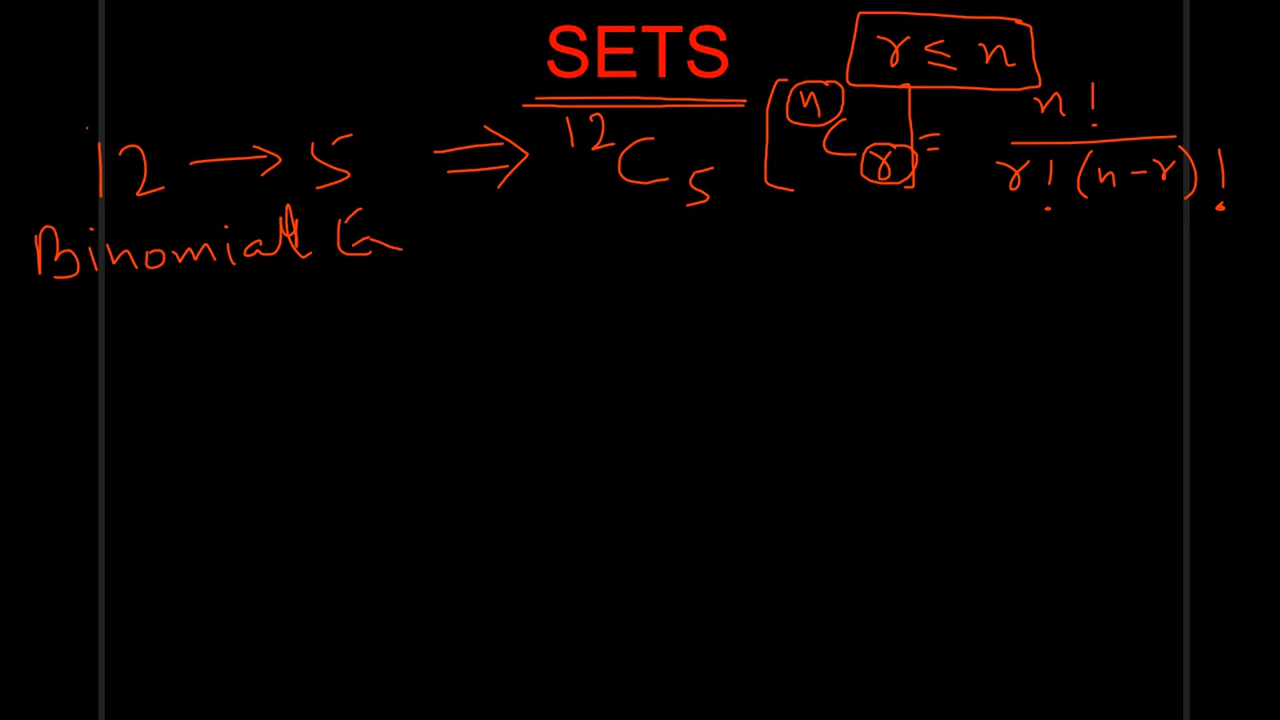 SETS
r ≤ n
12 → 5 ⇒ ¹²C₅ [ⁿCᵣ] = n! / r! (n-r)!
Binomial